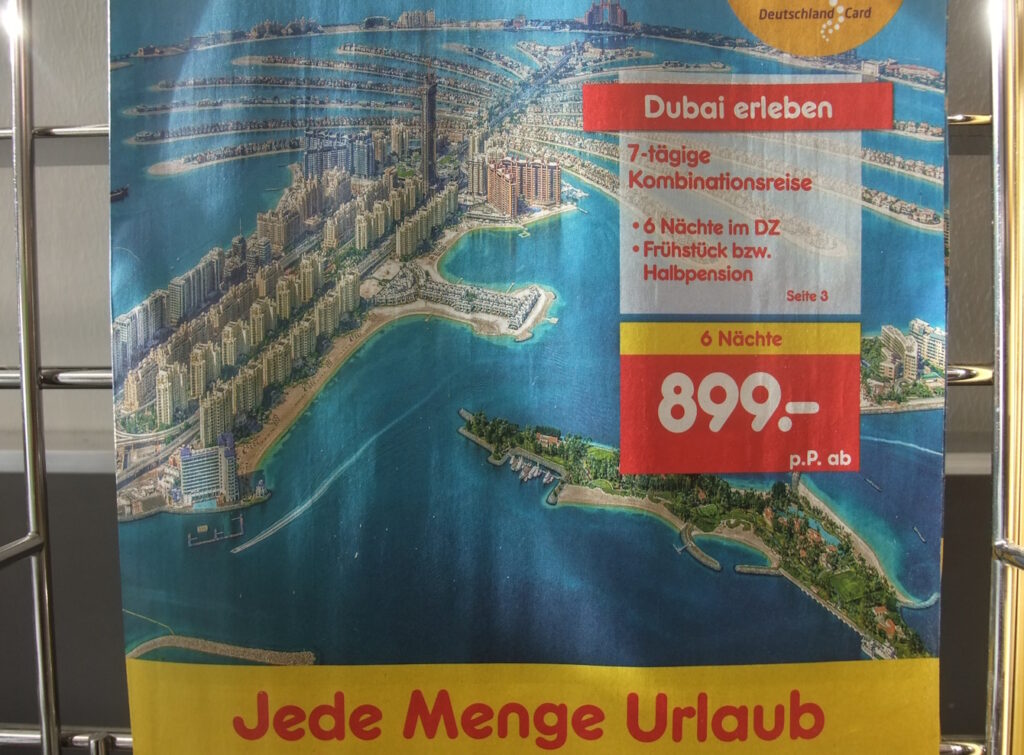 Deutschland Card
Dubai erleben
7-tägige
Kombinationsreise
• 6 Nächte im DZ
• Frühstück bzw.
Halbpension
Seite 3
6 Nächte
899.–
p.P. ab
Jede Menge Urlaub